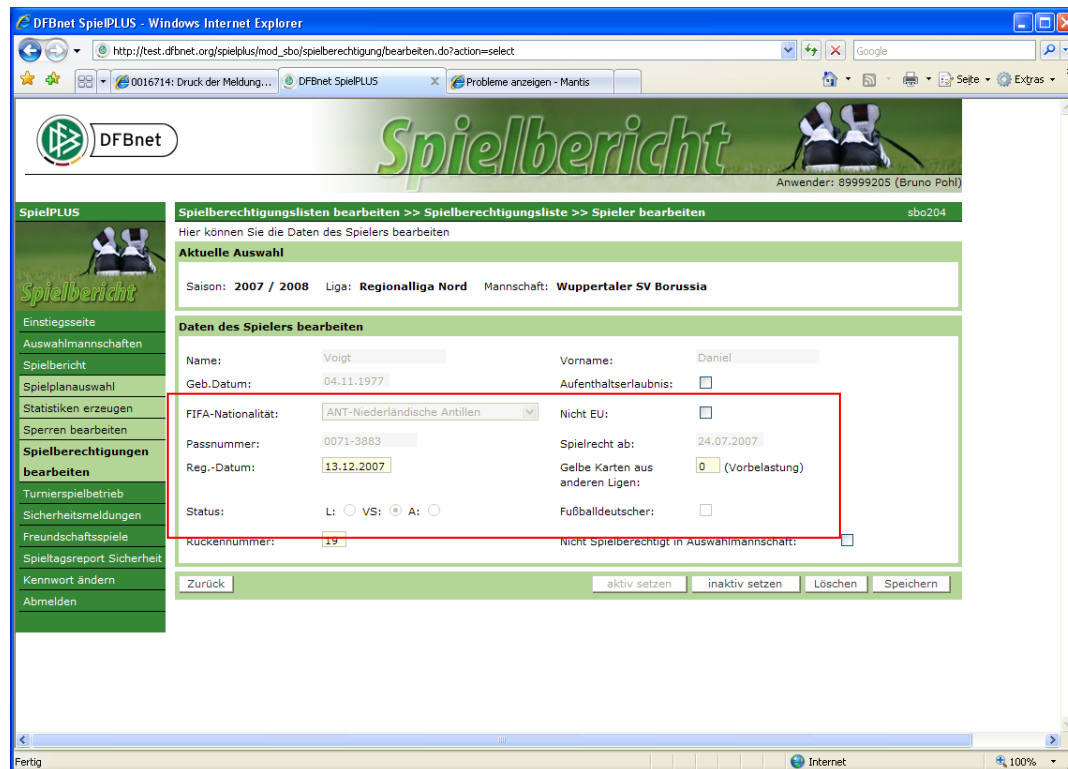 DFBnet SpielPLUS - Windows Internet Explorer
http://test.dfbnet.org/spielplus/mod_sbo/spielberechtigung/bearbeiten.do?action=select
Google
0016714: Druck der Meldung...
DFBnet SpielPLUS
X
Probleme anzeigen - Mantis
Seite
Extras
DFBnet
Spielbericht
Anwender: 89999205 (Bruno Pohl)
SpielPLUS
Spielbericht
Einstiegsseite
Auswahlmannschaften
Spielbericht
Spielplanauswahl
Statistiken erzeugen
Sperren bearbeiten
Spielberechtigungen
bearbeiten
Turnierspielbetrieb
Sicherheitsmeldungen
Freundschaftsspiele
Spieltagsreport Sicherheit
Kennwort ändern
Abmelden
Spielberechtigungslisten bearbeiten >> Spielberechtigungsliste >> Spieler bearbeiten sbo204
Hier können Sie die Daten des Spielers bearbeiten
Aktuelle Auswahl
Saison: 2007 / 2008 Liga: Regionalliga Nord Mannschaft: Wuppertaler SV Borussia
Daten des Spielers bearbeiten
Name: Voigt Vorname: Daniel
Geb.Datum: 04.11.1977 Aufenthaltserlaubnis:
FIFA-Nationalität: ANT-Niederländische Antillen Nicht EU:
Passnummer: 0071-3883 Spielrecht ab: 24.07.2007
Reg.-Datum: 13.12.2007 Gelbe Karten aus 0 (Vorbelastung)
anderen Ligen:
Status: L: VS: A: Fußballdeutscher:
Rückennummer: 19 Nicht Spielberechtigt in Auswahlmannschaft:
Zurück aktiv setzen inaktiv setzen Löschen Speichern
Fertig Internet 100%